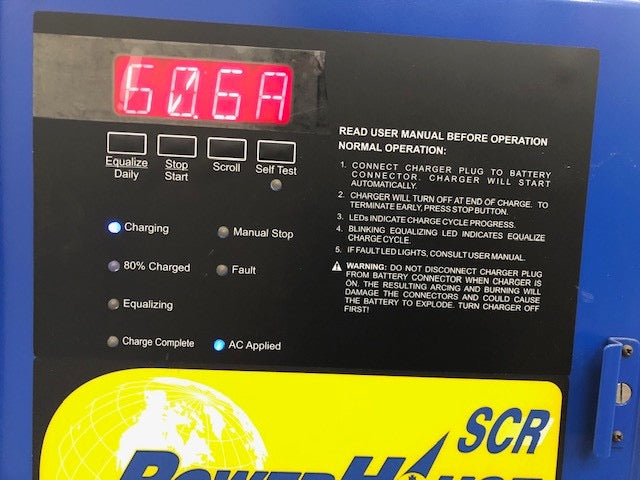 60.6A
Equalize Daily
Stop Start
Scroll
Self Test
Charging
Manual Stop
80% Charged
Fault
Equalizing
Charge Complete
AC Applied
READ USER MANUAL BEFORE OPERATION
NORMAL OPERATION:
1. CONNECT CHARGER PLUG TO BATTERY
CONNECTOR. CHARGER WILL START
AUTOMATICALLY.
2. CHARGER WILL TURN OFF AT END OF CHARGE. TO
TERMINATE EARLY, PRESS STOP BUTTON.
3. LEDs INDICATE CHARGE CYCLE PROGRESS.
4. BLINKING EQUALIZING LED INDICATES EQUALIZE
CHARGE CYCLE.
5. IF FAULT LED LIGHTS, CONSULT USER MANUAL.
WARNING: DO NOT DISCONNECT CHARGER PLUG
FROM BATTERY CONNECTOR WHEN CHARGER IS
ON. THE RESULTING ARCING AND BURNING WILL
DAMAGE THE CONNECTORS AND COULD CAUSE
THE BATTERY TO EXPLODE. TURN CHARGER OFF
FIRST!
SCR
POWERHOUSE